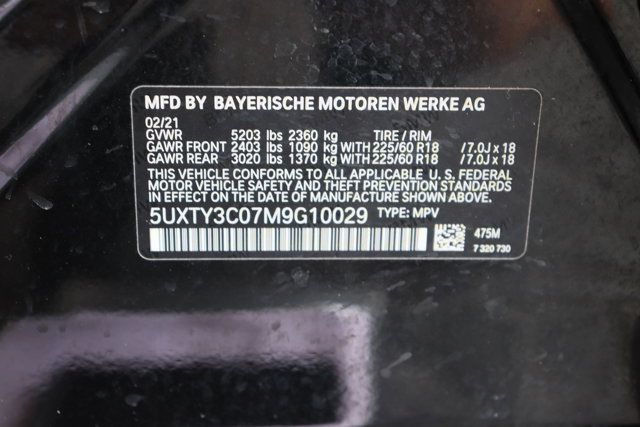 MFD BY BAYERISCHE MOTOREN WERKE AG
02/21
GVWR 5203 lbs 2360 kg TIRE / RIM
GAWR FRONT 2403 lbs 1090 kg WITH 225/60 R18 /7.0J x 18
GAWR REAR 3020 lbs 1370 kg WITH 225/60 R18 /7.0J x 18
THIS VEHICLE CONFORMS TO ALL APPLICABLE U. S. FEDERAL
MOTOR VEHICLE SAFETY AND THEFT PREVENTION STANDARDS
IN EFFECT ON THE DATE OF MANUFACTURE SHOWN ABOVE.
5UXTY3C07M9G10029 TYPE: MPV
475M
7 320 730